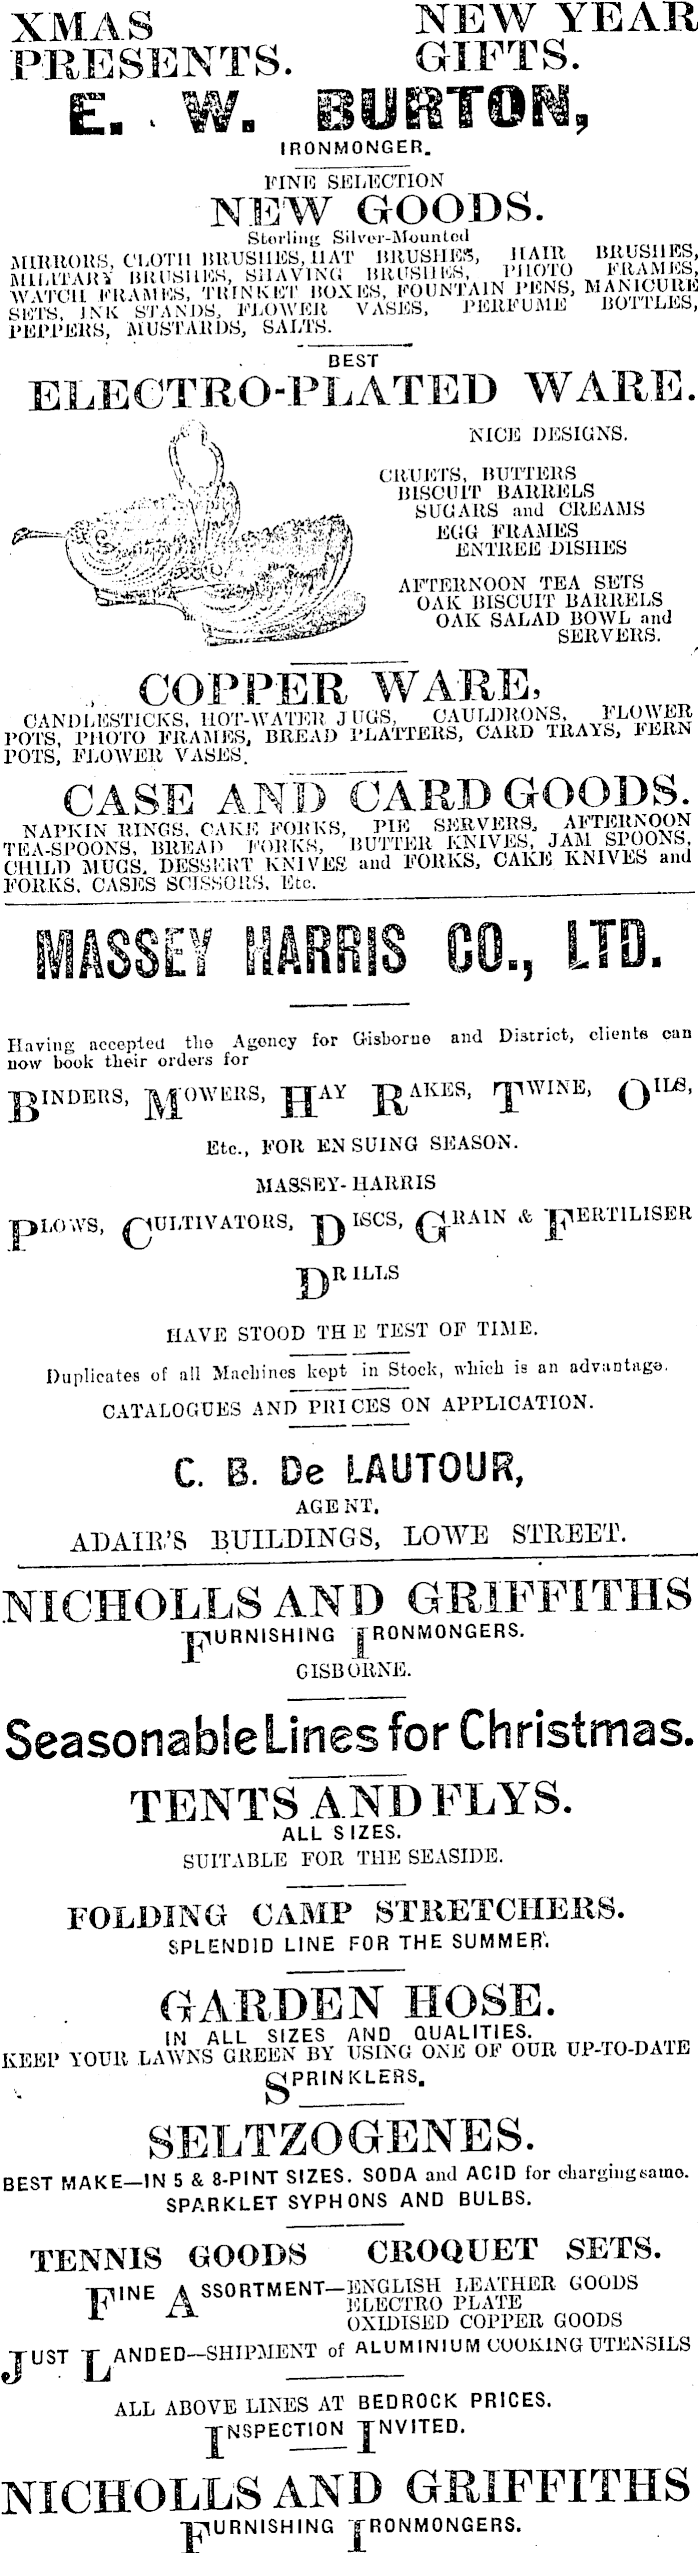 XMAS PRESENTS.
NEW YEAR GIFTS.
E. W. BURTON,
IRONMONGER.
FINE SELECTION
NEW GOODS.
Sterling Silver-Mounted
MIRRORS, CLOTH BRUSHES, HAT BRUSHES, HAIR BRUSHES,
MILITARY BRUSHES, SHAVING BRUSHES, PHOTO FRAMES,
WATCH FRAMES, TRINKET BOXES, FOUNTAIN PENS, MANICURE
SETS, INK STANDS, FLOWER VASES, PERFUME BOTTLES,
PEPPERS, MUSTARDS, SALTS.
BEST
ELECTRO-PLATED WARE.
NICE DESIGNS.
CRUETS, BUTTERS
BISCUIT BARRELS
SUGARS and CREAMS
EGG FRAMES
ENTREE DISHES
AFTERNOON TEA SETS
OAK BISCUIT BARRELS
OAK SALAD BOWL and
SERVERS.
COPPER WARE,
CANDLESTICKS, HOT-WATER JUGS, CAULDRONS, FLOWER
POTS, PHOTO FRAMES, BREAD PLATTERS, CARD TRAYS, FERN
POTS, FLOWER VASES.
CASE AND CARD GOODS.
NAPKIN RINGS, CAKE FORKS, PIE SERVERS, AFTERNOON
TEA-SPOONS, BREAD FORKS, BUTTER KNIVES, JAM SPOONS,
CHILD MUGS, DESSERT KNIVES and FORKS, CAKE KNIVES and
FORKS, CASES SCISSORS, Etc.
MASSEY HARRIS CO., LTD.
Having accepted the Agency for Gisborne and District, clients can
now book their orders for
BINDERS, MOWERS, HAY RAKES, TWINE, OILS,
Etc., FOR ENSUING SEASON.
MASSEY-HARRIS
PLOWS, CULTIVATORS, DISCS, GRAIN & FERTILISER
DRILLS
HAVE STOOD THE TEST OF TIME.
Duplicates of all Machines kept in Stock, which is an advantage.
CATALOGUES AND PRICES ON APPLICATION.
C. B. De LAUTOUR,
AGENT,
ADAIR'S BUILDINGS, LOWE STREET.
NICHOLLS AND GRIFFITHS
FURNISHING IRONMONGERS.
GISBORNE.
Seasonable Lines for Christmas.
TENTS AND FLYS.
ALL SIZES.
SUITABLE FOR THE SEASIDE.
FOLDING CAMP STRETCHERS.
SPLENDID LINE FOR THE SUMMER.
GARDEN HOSE.
IN ALL SIZES AND QUALITIES.
KEEP YOUR LAWNS GREEN BY USING ONE OF OUR UP-TO-DATE
SPRINKLERS.
SELTZOGENES.
BEST MAKE—IN 5 & 8-PINT SIZES. SODA and ACID for charging same.
SPARKLET SYPHONS AND BULBS.
TENNIS GOODS CROQUET SETS.
FINE ASSORTMENT—ENGLISH LEATHER GOODS
ELECTRO PLATE
OXIDISED COPPER GOODS
JUST LANDED—SHIPMENT of ALUMINIUM COOKING UTENSILS
ALL ABOVE LINES AT BEDROCK PRICES.
INSPECTION INVITED.
NICHOLLS AND GRIFFITHS
FURNISHING IRONMONGERS.